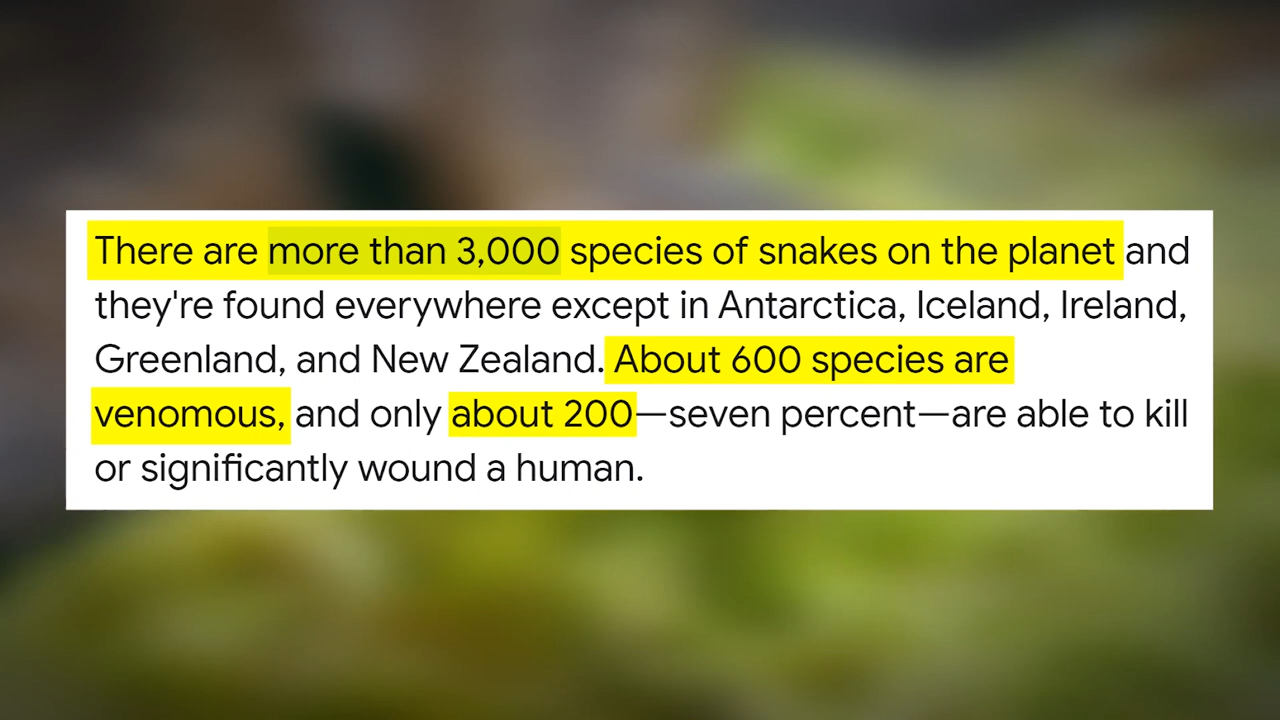 There are more than 3,000 species of snakes on the planet and
they're found everywhere except in Antarctica, Iceland, Ireland,
Greenland, and New Zealand. About 600 species are
venomous, and only about 200—seven percent—are able to kill
or significantly wound a human.